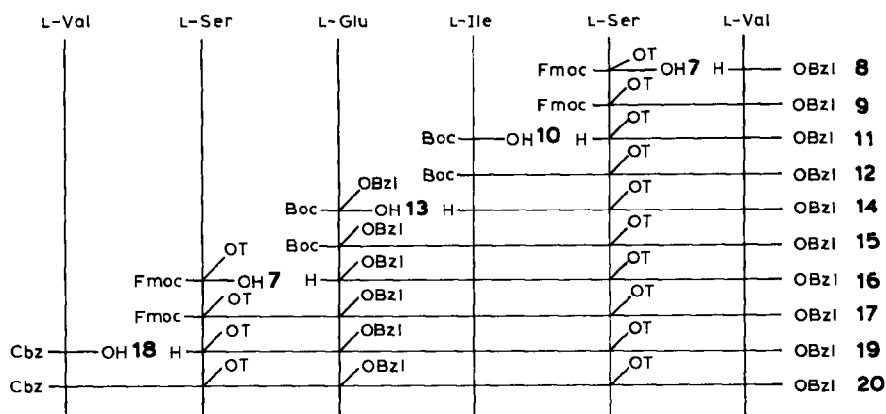 L-Val L-Ser L-Glu L-Ile L-Ser L-Val
OT
Fmoc OH 7 H OBzl 8
OT
Fmoc OBzl 9
OT
Boc OH 10 H OBzl 11
OT
Boc OBzl 12
OBzl OT
Boc OH 13 H OBzl 14
OBzl OT
Boc OBzl 15
OT OBzl OT
Fmoc OH 7 H OBzl 16
OT OBzl OT
Fmoc OBzl 17
OT OBzl OT
Cbz OH 18 H OBzl 19
OT OBzl OT
Cbz OBzl 20